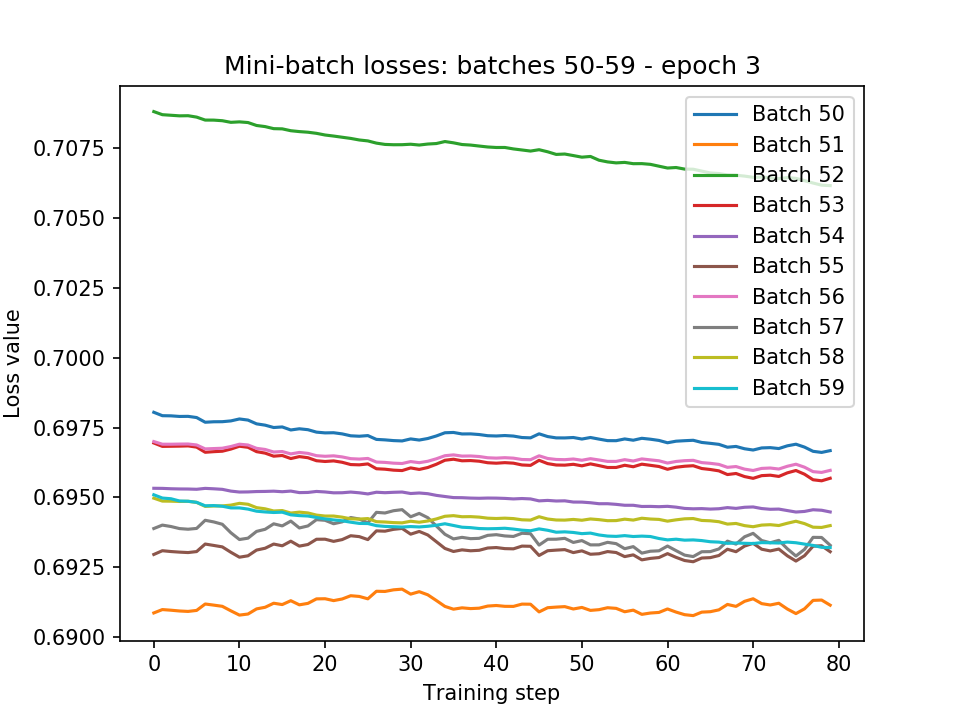 Mini-batch losses: batches 50-59 - epoch 3
Loss value
0.7075
0.7050
0.7025
0.7000
0.6975
0.6950
0.6925
0.6900
Batch 50
Batch 51
Batch 52
Batch 53
Batch 54
Batch 55
Batch 56
Batch 57
Batch 58
Batch 59
0 10 20 30 40 50 60 70 80
Training step